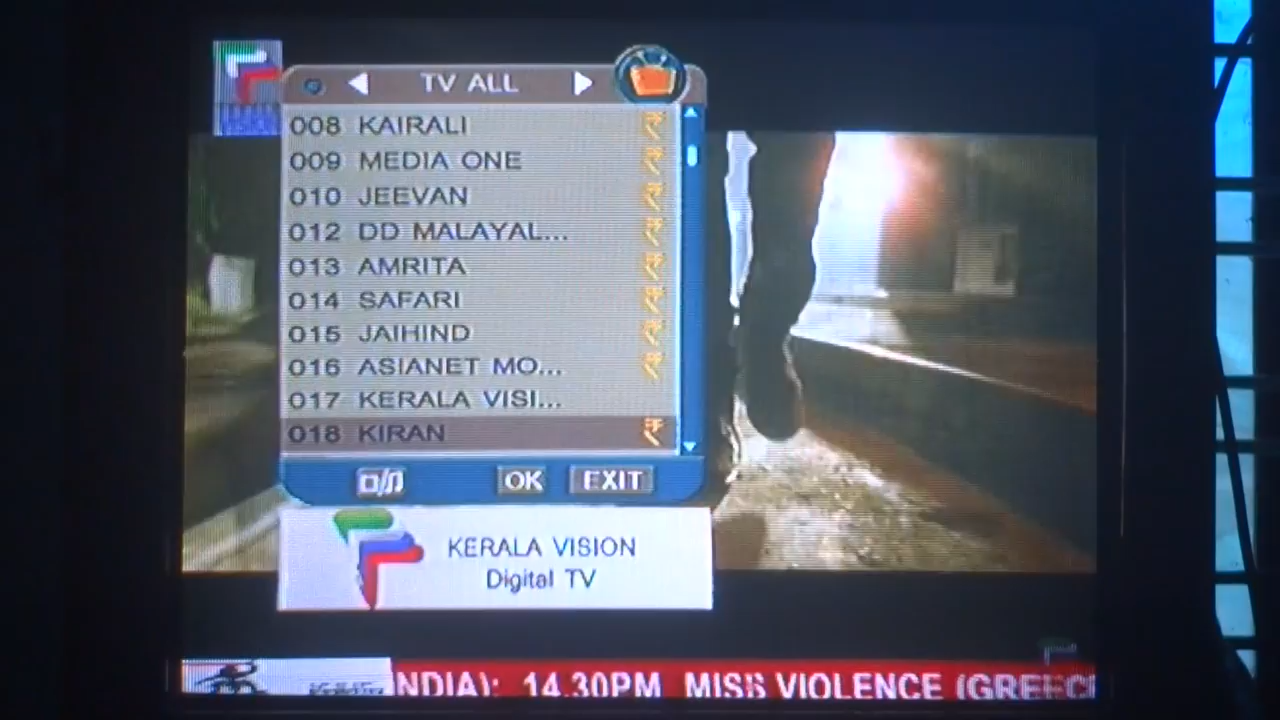 TV ALL
008 KAIRALI ₹
009 MEDIA ONE ₹
010 JEEVAN ₹
012 DD MALAYAL... ₹
013 AMRITA ₹
014 SAFARI ₹
015 JAIHIND ₹
016 ASIANET MO... ₹
017 KERALA VISI...
018 KIRAN ₹
OK EXIT
KERALA VISION
Digital TV
NDIA): 14.30PM MISS VIOLENCE (GREEC